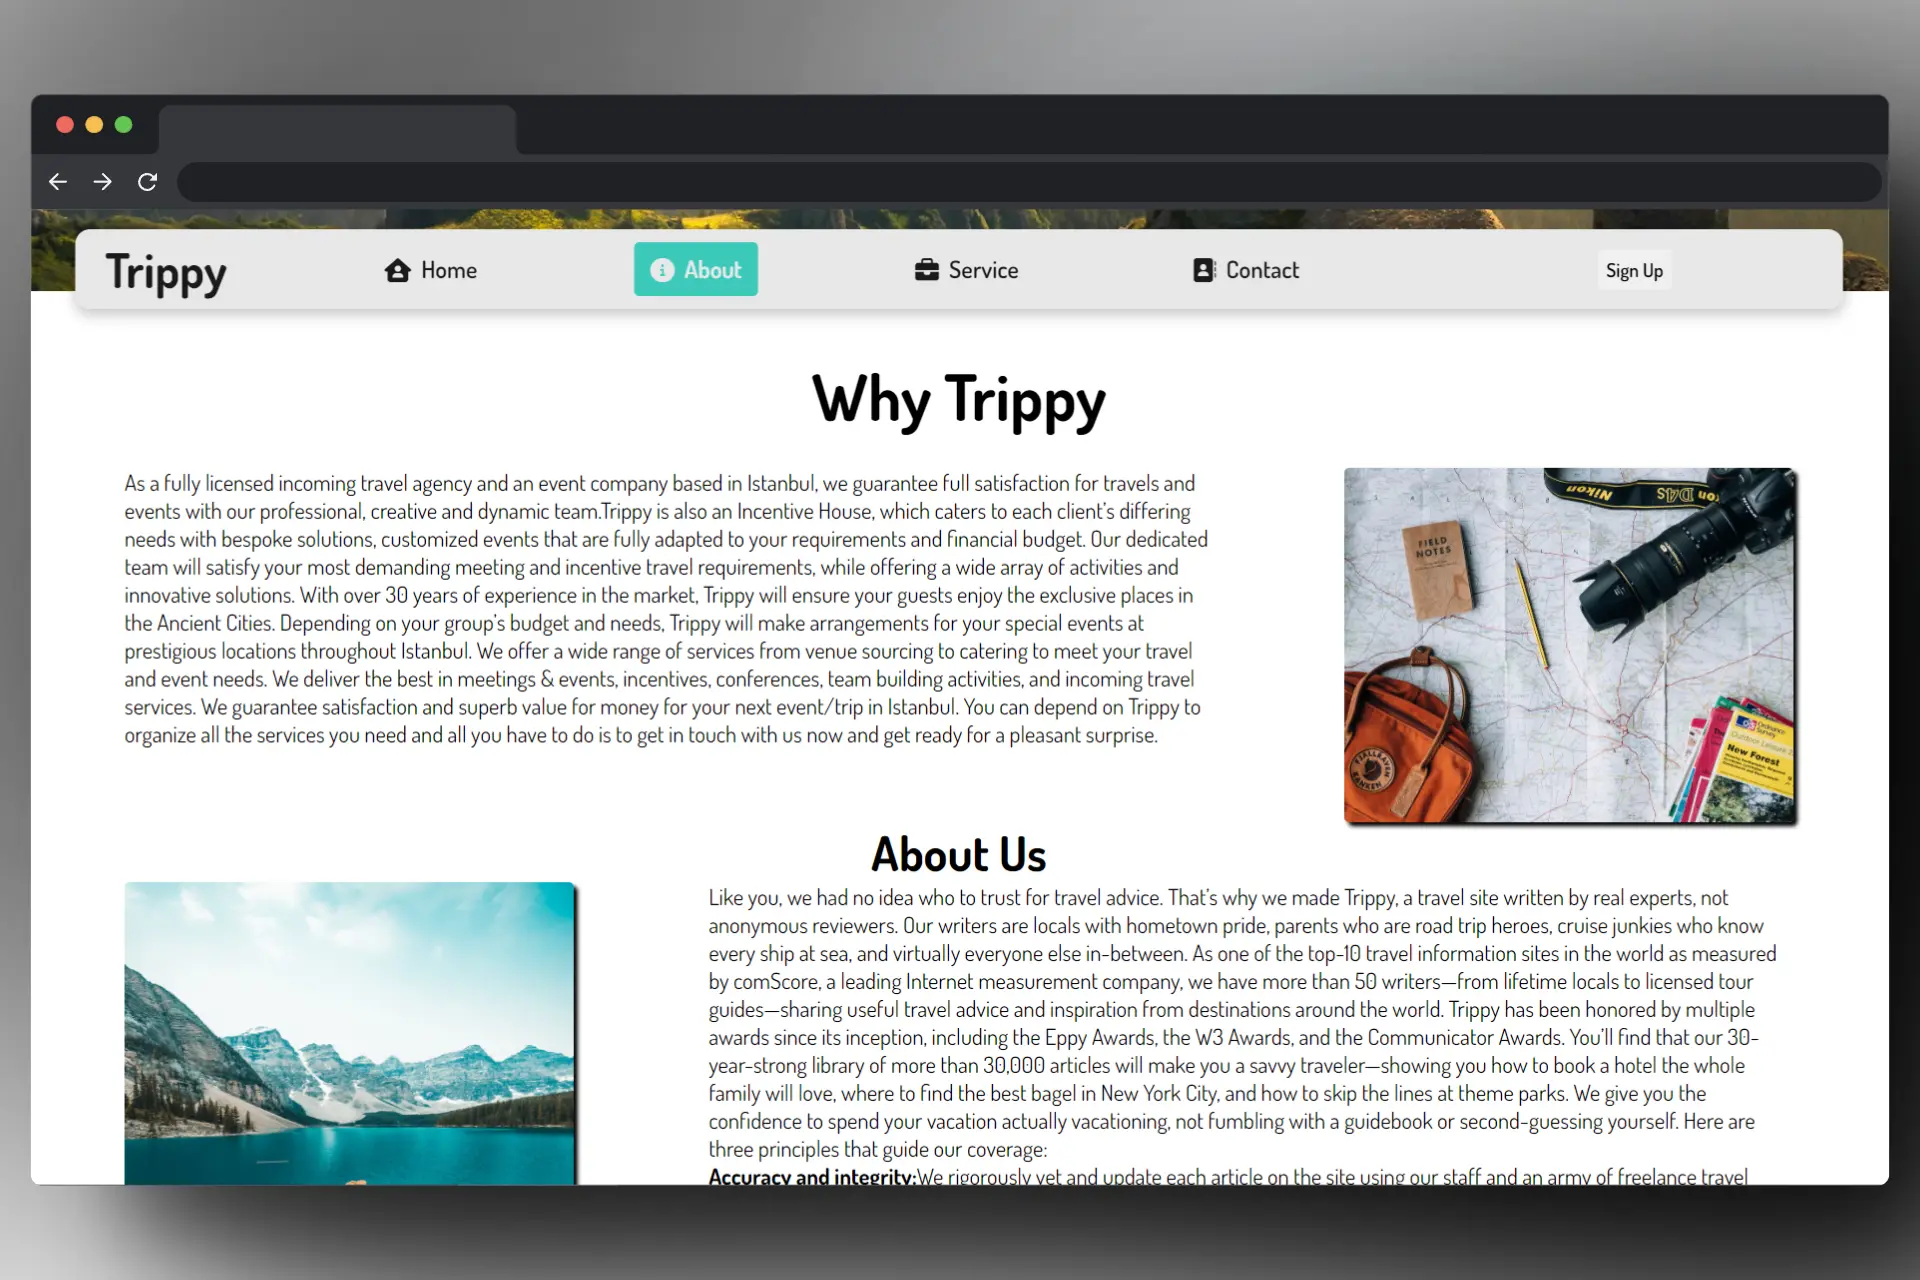 Trippy
Home
About
Service
Contact
Sign Up
Why Trippy
As a fully licensed incoming travel agency and an event company based in Istanbul, we guarantee full satisfaction for travels and
events with our professional, creative and dynamic team.Trippy is also an Incentive House, which caters to each client's differing
needs with bespoke solutions, customized events that are fully adapted to your requirements and financial budget. Our dedicated
team will satisfy your most demanding meeting and incentive travel requirements, while offering a wide array of activities and
innovative solutions. With over 30 years of experience in the market, Trippy will ensure your guests enjoy the exclusive places in
the Ancient Cities. Depending on your group's budget and needs, Trippy will make arrangements for your special events at
prestigious locations throughout Istanbul. We offer a wide range of services from venue sourcing to catering to meet your travel
and event needs. We deliver the best in meetings & events, incentives, conferences, team building activities, and incoming travel
services. We guarantee satisfaction and superb value for money for your next event/trip in Istanbul. You can depend on Trippy to
organize all the services you need and all you have to do is to get in touch with us now and get ready for a pleasant surprise.
Nikon
on D4s
FIELD
NOTES
FJALLRAVEN
KANKEN
Ordnance
Survey
Outdoor Leisure
New Forest
About Us
Like you, we had no idea who to trust for travel advice. That's why we made Trippy, a travel site written by real experts, not
anonymous reviewers. Our writers are locals with hometown pride, parents who are road trip heroes, cruise junkies who know
every ship at sea, and virtually everyone else in-between. As one of the top-10 travel information sites in the world as measured
by comScore, a leading Internet measurement company, we have more than 50 writers—from lifetime locals to licensed tour
guides—sharing useful travel advice and inspiration from destinations around the world. Trippy has been honored by multiple
awards since its inception, including the Eppy Awards, the W3 Awards, and the Communicator Awards. You'll find that our 30-
year-strong library of more than 30,000 articles will make you a savvy traveler—showing you how to book a hotel the whole
family will love, where to find the best bagel in New York City, and how to skip the lines at theme parks. We give you the
confidence to spend your vacation actually vacationing, not fumbling with a guidebook or second-guessing yourself. Here are
three principles that guide our coverage:
Accuracy and integrity:We rigorously vet and update each article on the site using our staff and an army of freelance travel